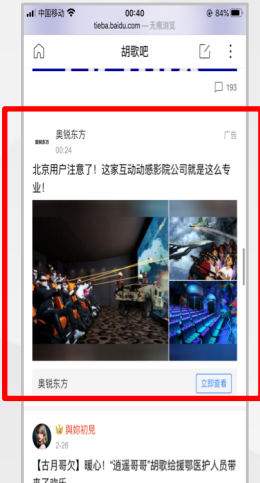 中国移动 00:40 84%
tieba.baidu.com — 无痕浏览
胡歌吧
193
奥锐东方 广告
00:24
北京用户注意了！这家互动动感影院公司就是这么专
业！
奥锐东方 立即查看
與妳初見
2-26
【古月哥欠】暖心！“逍遥哥哥”胡歌给援鄂医护人员带
来了欢乐